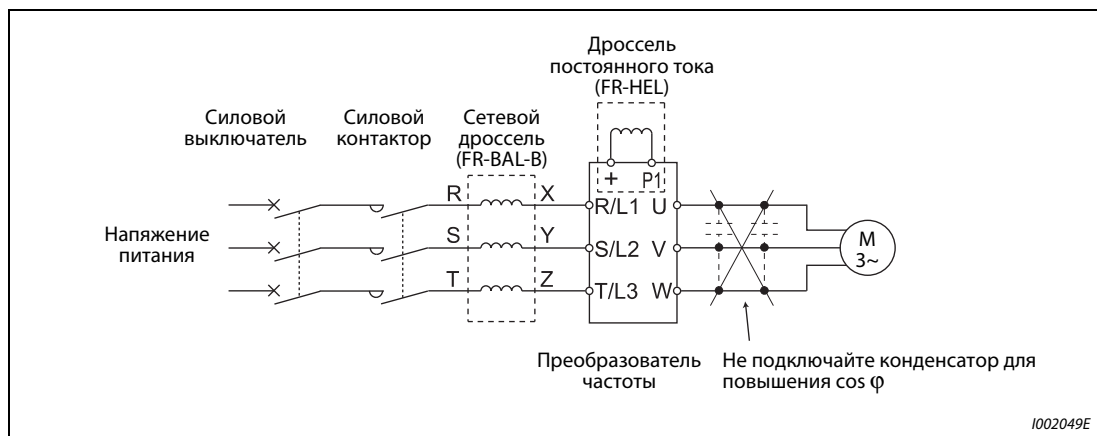 Дроссель
постоянного тока
(FR-HEL)
Силовой
выключатель
Силовой
контактор
Сетевой
дроссель
(FR-BAL-B)
+ P1
R X R/L1 U
S Y S/L2 V
T Z T/L3 W
Напяжение
питания
M
3~
Преобразователь
частоты
Не подключайте конденсатор для
повышения cos φ
I002049E